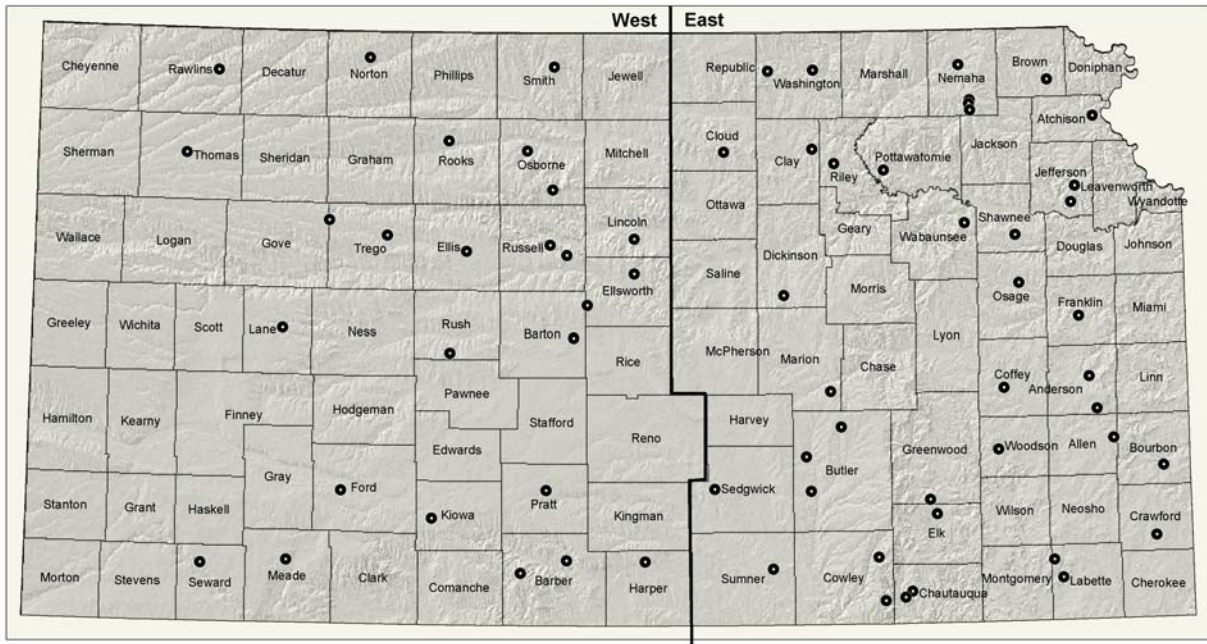 West East
Cheyenne Rawlins Decatur Norton Phillips Smith Jewell Republic Washington Marshall Nemaha Brown Doniphan
Atchison
Sherman Thomas Sheridan Graham Rooks Osborne Mitchell Cloud Clay Riley Pottawatomie Jackson
Jefferson
Leavenworth
Wyandotte
Wallace Logan Gove Trego Ellis Russell Lincoln Ottawa Geary Wabaunsee Shawnee
Douglas Johnson
Dickinson
Saline
Ellsworth
Morris
Osage
Greeley Wichita Scott Lane Ness Rush Barton Rice McPherson Marion Chase Lyon Franklin Miami
Hamilton Kearny Finney Hodgeman Pawnee Stafford Reno Harvey Coffey Anderson Linn
Edwards
Gray Ford
Butler
Greenwood
Woodson Allen Bourbon
Stanton Grant Haskell Kiowa Pratt Kingman Sedgwick Elk Wilson Neosho Crawford
Morton Stevens Seward Meade Clark Comanche Barber Harper Sumner Cowley Chautauqua Montgomery Labette Cherokee